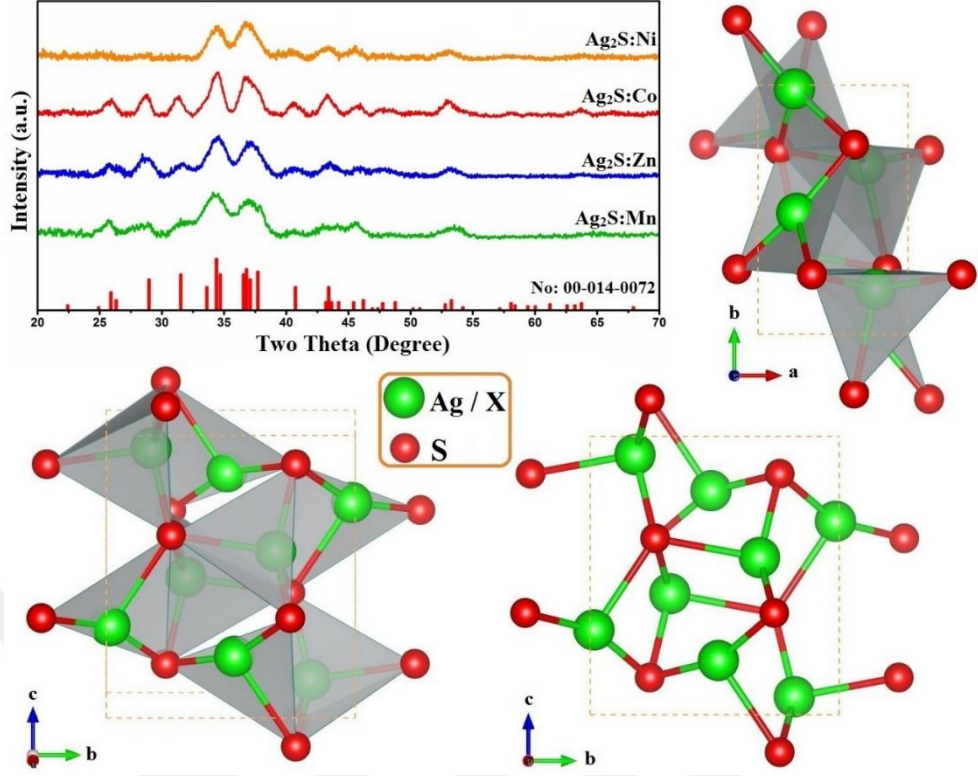 Intensity (a.u.)
Ag₂S:Ni
Ag₂S:Co
Ag₂S:Zn
Ag₂S:Mn
No: 00-014-0072
20 25 30 35 40 45 50 55 60 65 70
Two Theta (Degree)
b
a
Ag / X
S
c
b
c
b